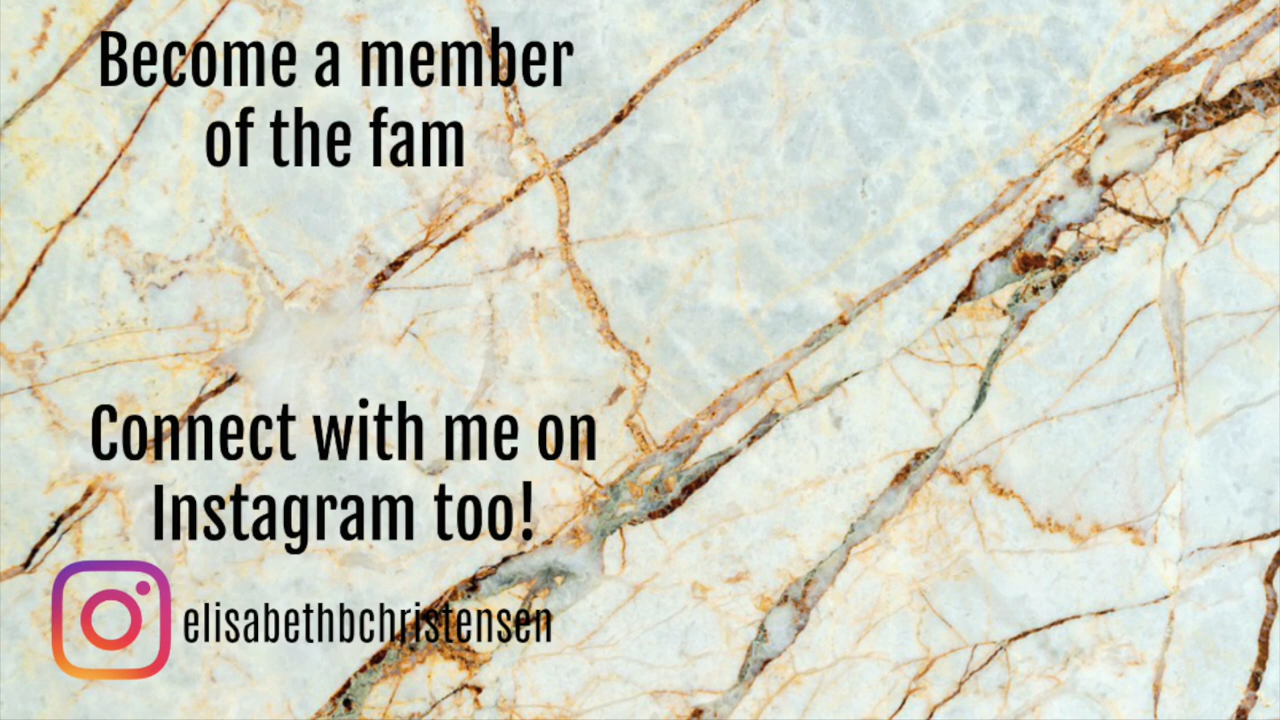 Become a member
of the fam
Connect with me on
Instagram too!
elisabethbchristensen